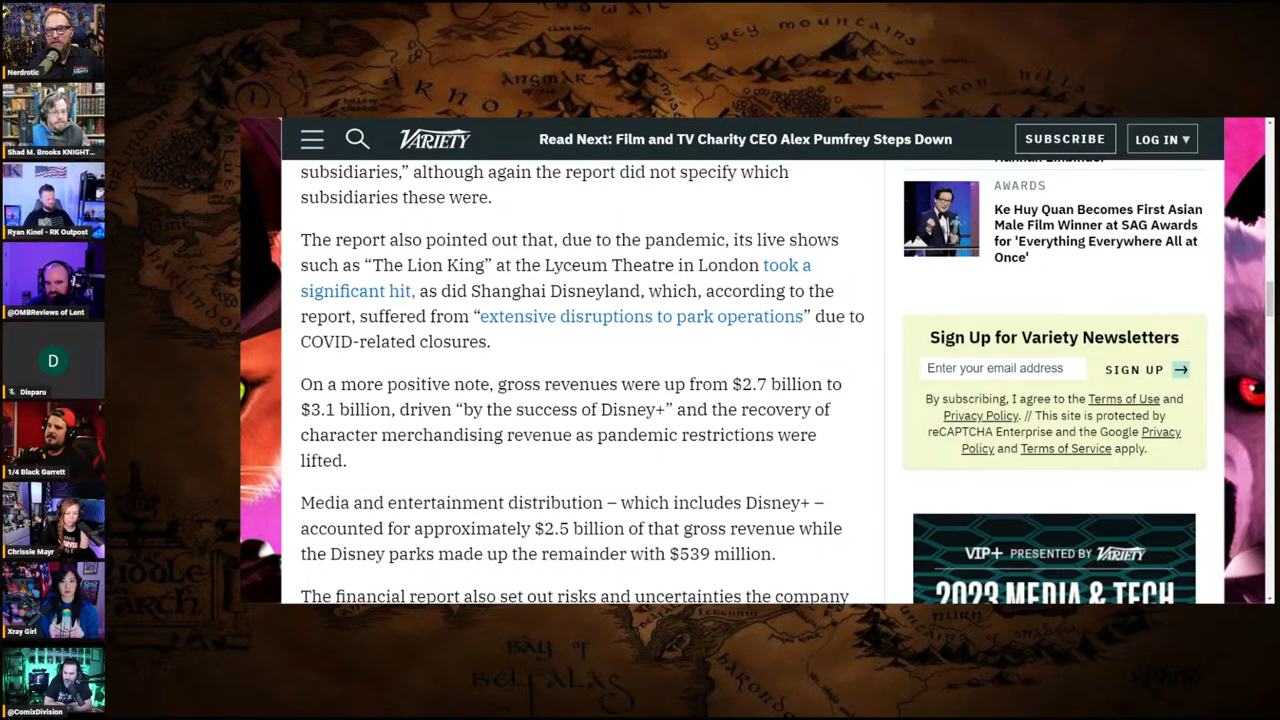 Nerdrotic
Shad M. Brooks KNIGHT...
Ryan Kinel - RK Outpost
@OMBReviews of Lent
D
Disparu
1/4 Black Garrett
Chrissie Mayr
Xray Girl
@ComixDivision
GREY MOUNTAINS
ANGMAR
ARNO
IRON HILLS
VARIETY
Read Next: Film and TV Charity CEO Alex Pumfrey Steps Down
SUBSCRIBE
LOG IN ▾
subsidiaries,” although again the report did not specify which
subsidiaries these were.
The report also pointed out that, due to the pandemic, its live shows
such as “The Lion King” at the Lyceum Theatre in London took a
significant hit, as did Shanghai Disneyland, which, according to the
report, suffered from “extensive disruptions to park operations” due to
COVID-related closures.
On a more positive note, gross revenues were up from $2.7 billion to
$3.1 billion, driven “by the success of Disney+” and the recovery of
character merchandising revenue as pandemic restrictions were
lifted.
Media and entertainment distribution – which includes Disney+ –
accounted for approximately $2.5 billion of that gross revenue while
the Disney parks made up the remainder with $539 million.
The financial report also set out risks and uncertainties the company
AWARDS
Ke Huy Quan Becomes First Asian
Male Film Winner at SAG Awards
for 'Everything Everywhere All at
Once'
Sign Up for Variety Newsletters
Enter your email address
SIGN UP →
By subscribing, I agree to the Terms of Use and
Privacy Policy. // This site is protected by
reCAPTCHA Enterprise and the Google Privacy
Policy and Terms of Service apply.
VIP+ PRESENTED BY VARIETY
2023 MEDIA & TECH
MIDDLE
EARTH
BAY OF
BELFALAS